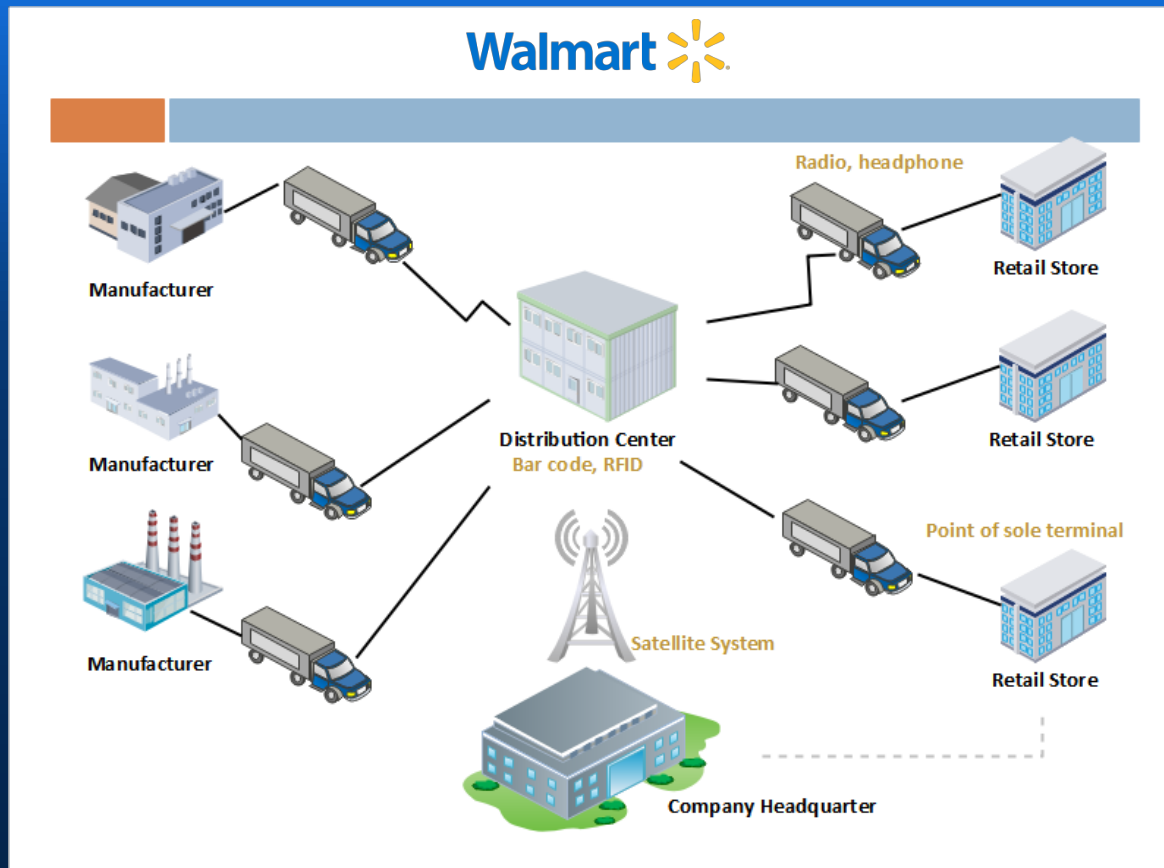 Walmart
Radio, headphone
Manufacturer
Retail Store
Distribution Center
Bar code, RFID
Manufacturer
Retail Store
Point of sole terminal
Satellite System
Manufacturer
Retail Store
Company Headquarter